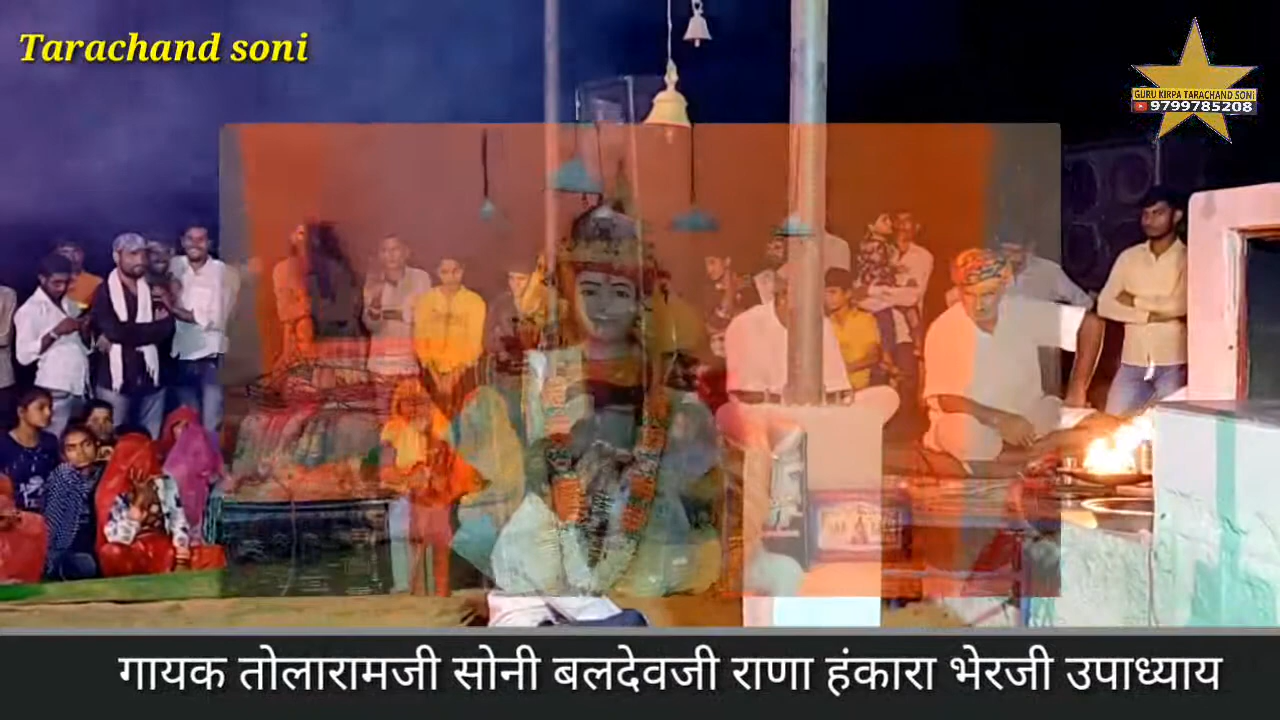 Tarachand soni
GURU KIRPA TARACHAND SONI
9799785208
गायक तोलारामजी सोनी बलदेवजी राणा हंकारा भेरजी उपाध्याय